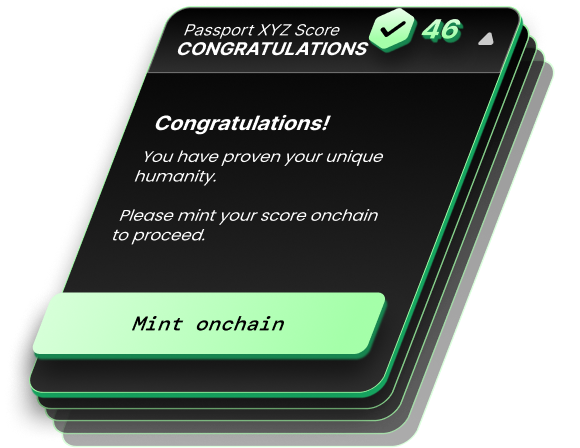 Passport XYZ Score
CONGRATULATIONS
46
Congratulations!
You have proven your unique
humanity.
Please mint your score onchain
to proceed.
Mint onchain